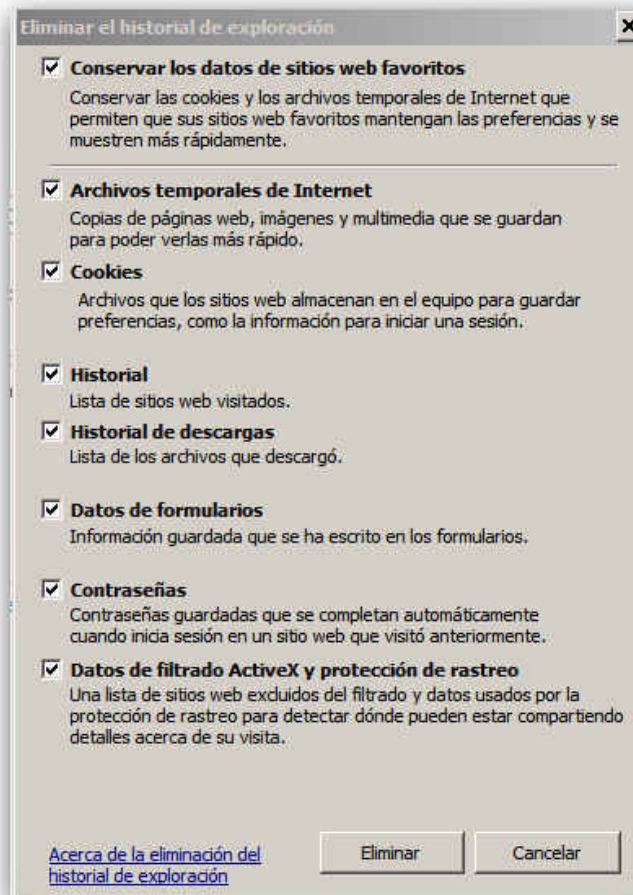 Eliminar el historial de exploración
Conservar los datos de sitios web favoritos
Conservar las cookies y los archivos temporales de Internet que
permiten que sus sitios web favoritos mantengan las preferencias y se
muestren más rápidamente.
Archivos temporales de Internet
Copias de páginas web, imágenes y multimedia que se guardan
para poder verlas más rápido.
Cookies
Archivos que los sitios web almacenan en el equipo para guardar
preferencias, como la información para iniciar una sesión.
Historial
Lista de sitios web visitados.
Historial de descargas
Lista de los archivos que descargó.
Datos de formularios
Información guardada que se ha escrito en los formularios.
Contraseñas
Contraseñas guardadas que se completan automáticamente
cuando inicia sesión en un sitio web que visitó anteriormente.
Datos de filtrado ActiveX y protección de rastreo
Una lista de sitios web excluidos del filtrado y datos usados por la
protección de rastreo para detectar dónde pueden estar compartiendo
detalles acerca de su visita.
Acerca de la eliminación del
historial de exploración
Eliminar
Cancelar